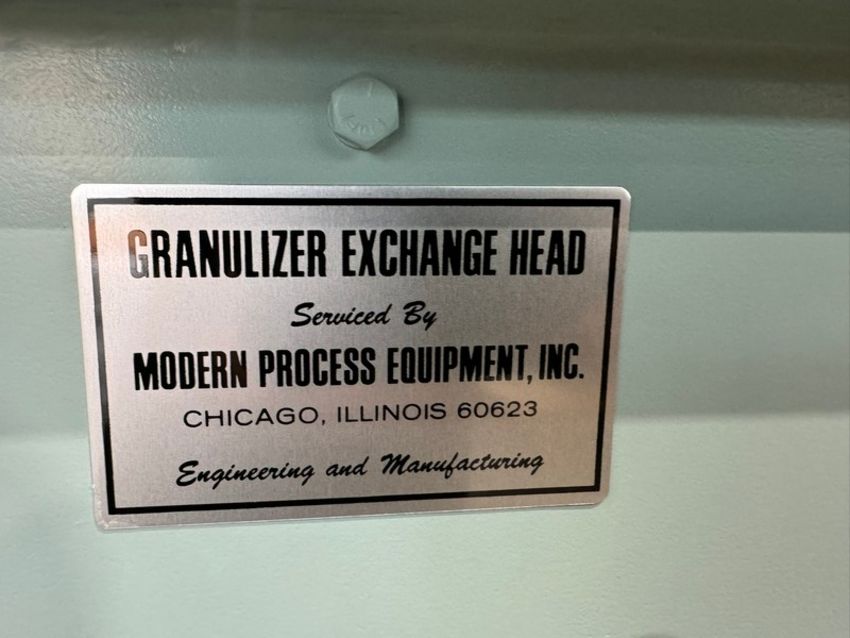 GRANULIZER EXCHANGE HEAD
Serviced By
MODERN PROCESS EQUIPMENT, INC.
CHICAGO, ILLINOIS 60623
Engineering and Manufacturing